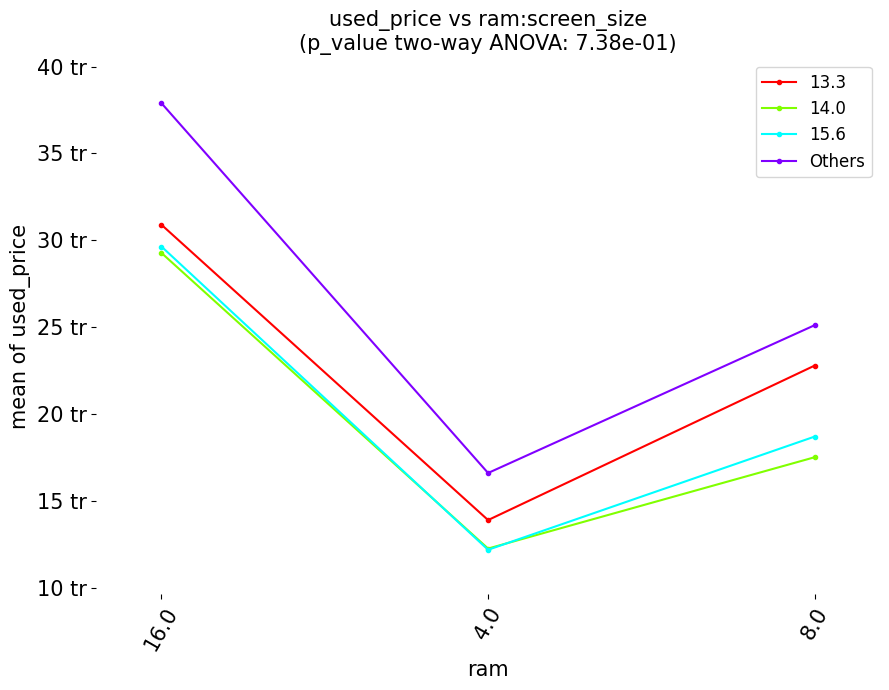 used_price vs ram:screen_size
(p_value two-way ANOVA: 7.38e-01)
40 tr
35 tr
30 tr
25 tr
20 tr
15 tr
10 tr
mean of used_price
13.3
14.0
15.6
Others
16.0
4.0
8.0
ram